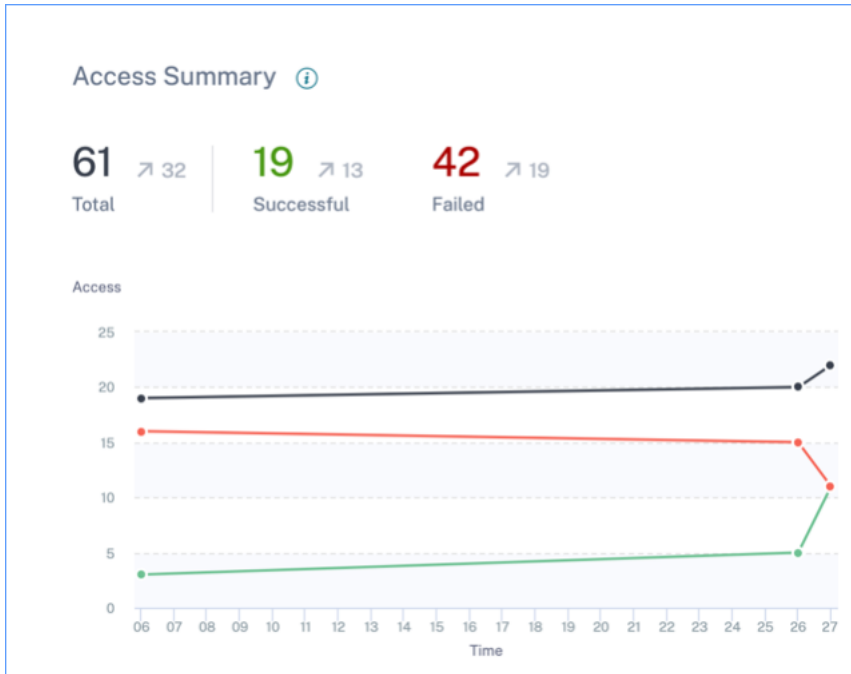 Access Summary
61 32
Total
19 13
Successful
42 19
Failed
Access
25
20
15
10
5
0
06 07 08 09 10 11 12 13 14 15 16 17 18 19 20 21 22 23 24 25 26 27
Time